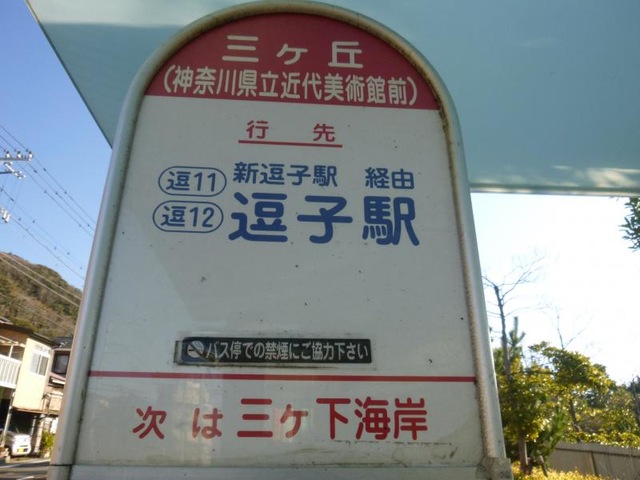 三ヶ丘
(神奈川県立近代美術館前)
行先
逗11 新逗子駅 経由
逗12 逗子駅
バス停での禁煙にご協力下さい
次は三ヶ下海岸